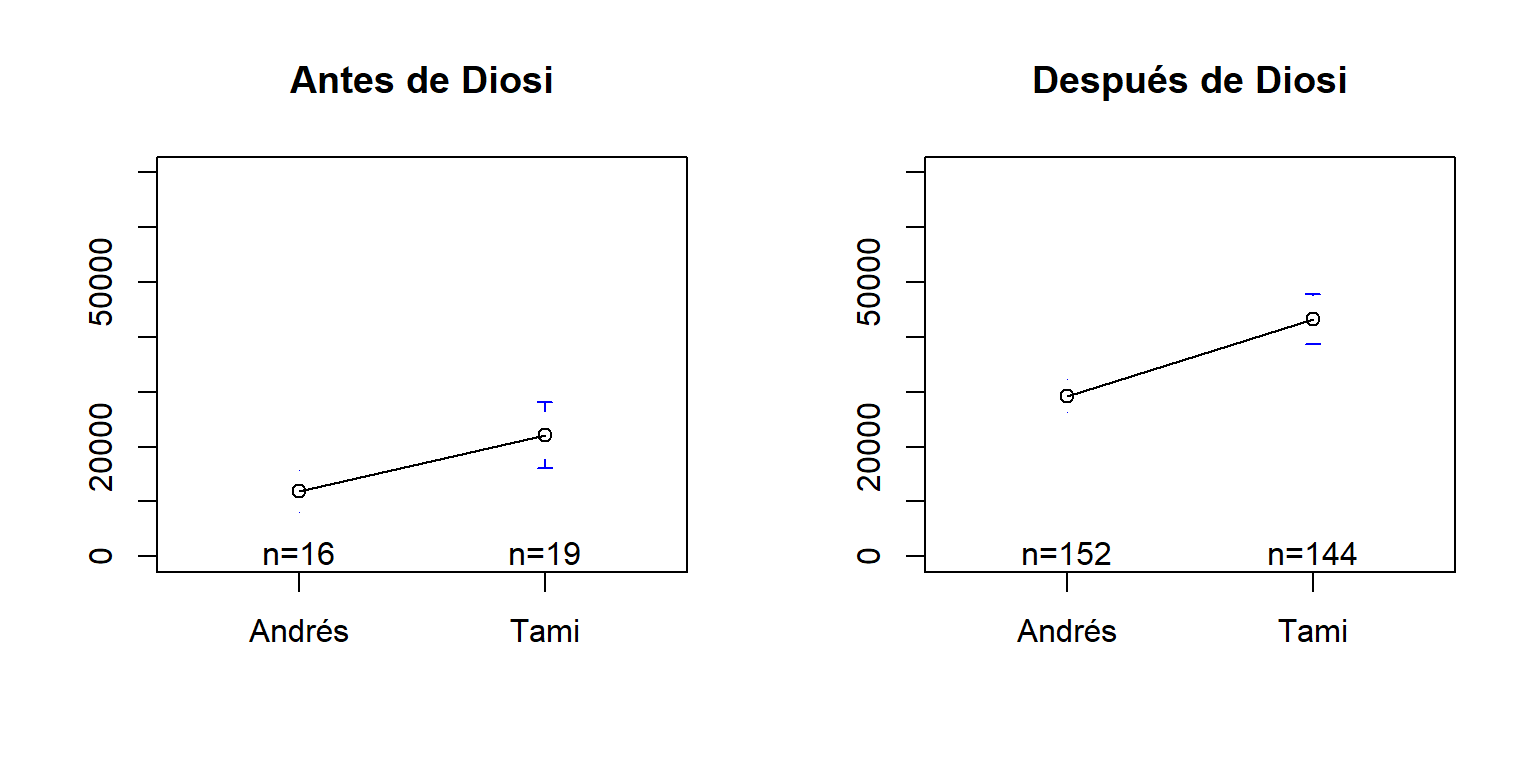 Antes de Diosi
50000
20000
0
n=16 n=19
Andrés Tami
Después de Diosi
50000
20000
0
n=152 n=144
Andrés Tami